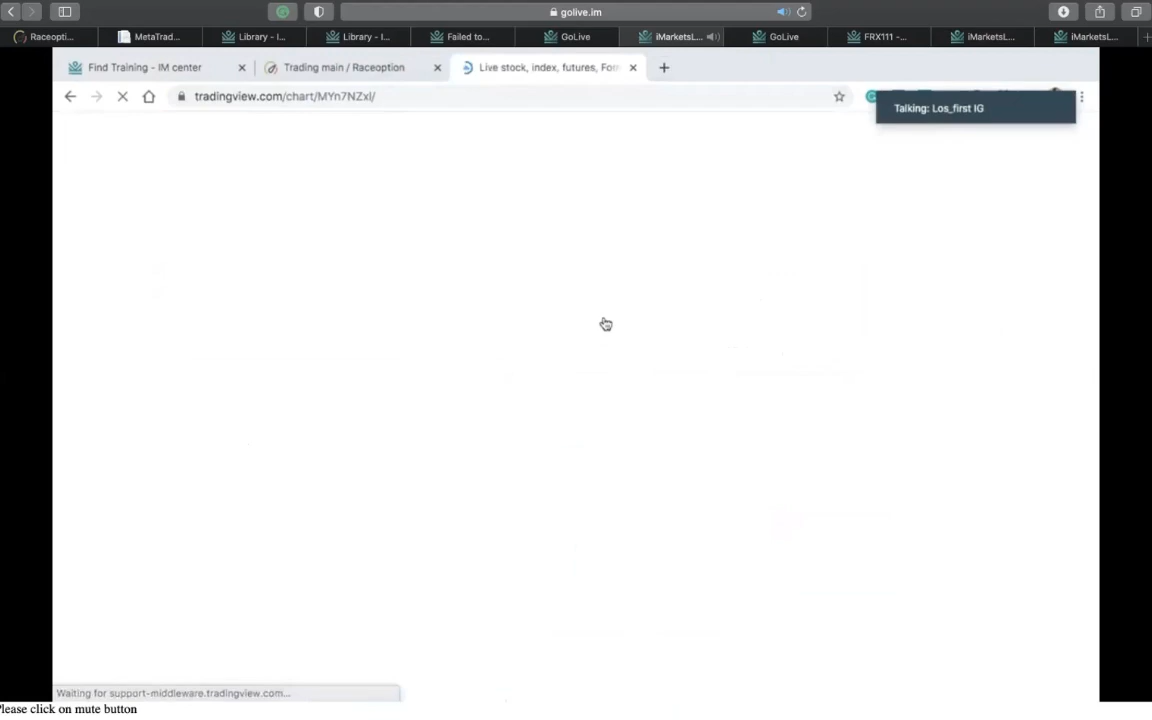 golive.im
Raceopti...
MetaTrad...
Library - I...
Library - I...
Failed to...
GoLive
iMarketsL...
GoLive
FRX111 -...
iMarketsL...
iMarketsL...
Find Training - IM center
Trading main / Raceoption
Live stock, index, futures, For
tradingview.com/chart/MYn7NZxI/
Talking: Los_first IG
Waiting for support-middleware.tradingview.com...
Please click on mute button